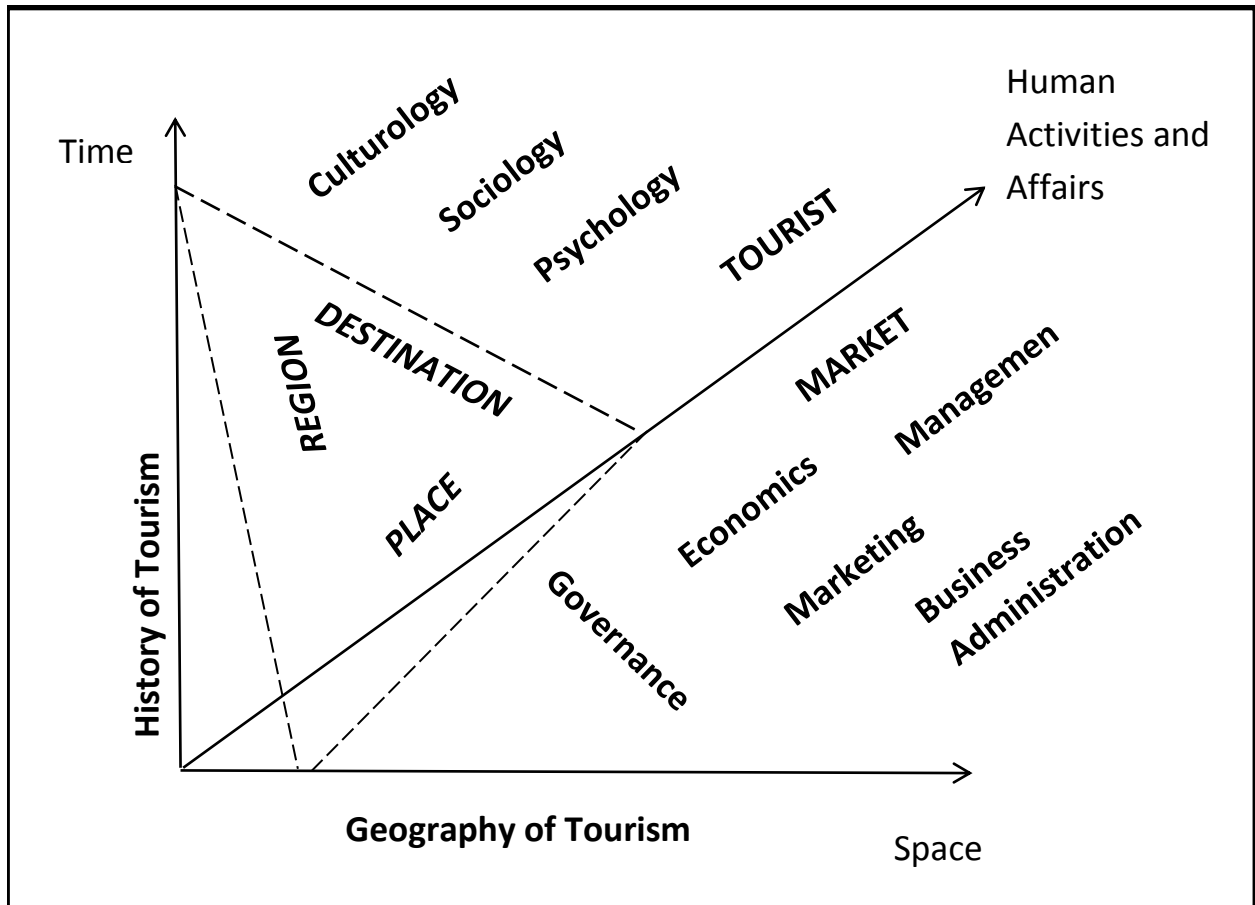 Human
Activities and
Affairs
Time
Culturology
Sociology
Psychology
TOURIST
DESTINATION
REGION
MARKET
Managemen
PLACE
Economics
Marketing
Business
Administration
Governance
History of Tourism
Geography of Tourism
Space